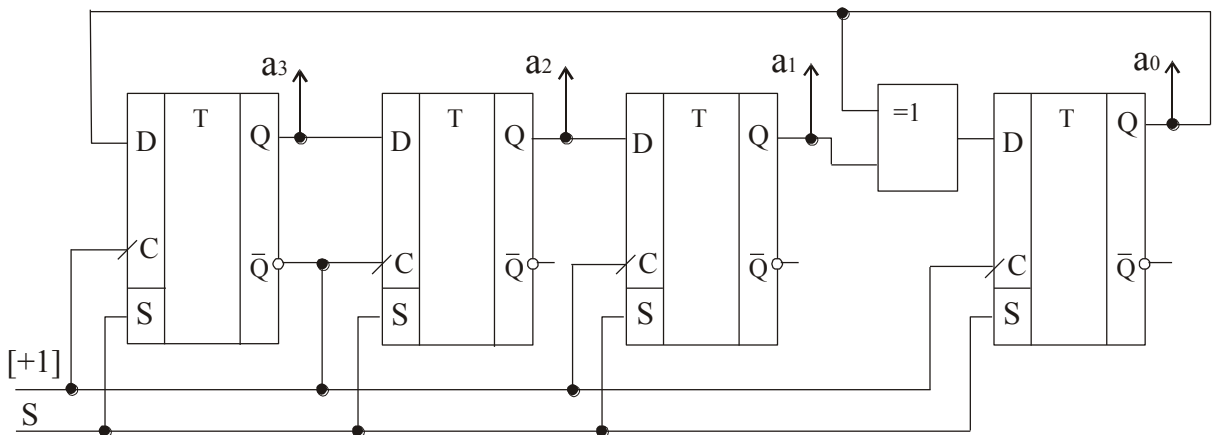 a3 a2 a1 a0
T T T =1 T
D Q D Q D Q D Q
C Q̅ C Q̅ C Q̅ C Q̅
S S S S
[+1]
S